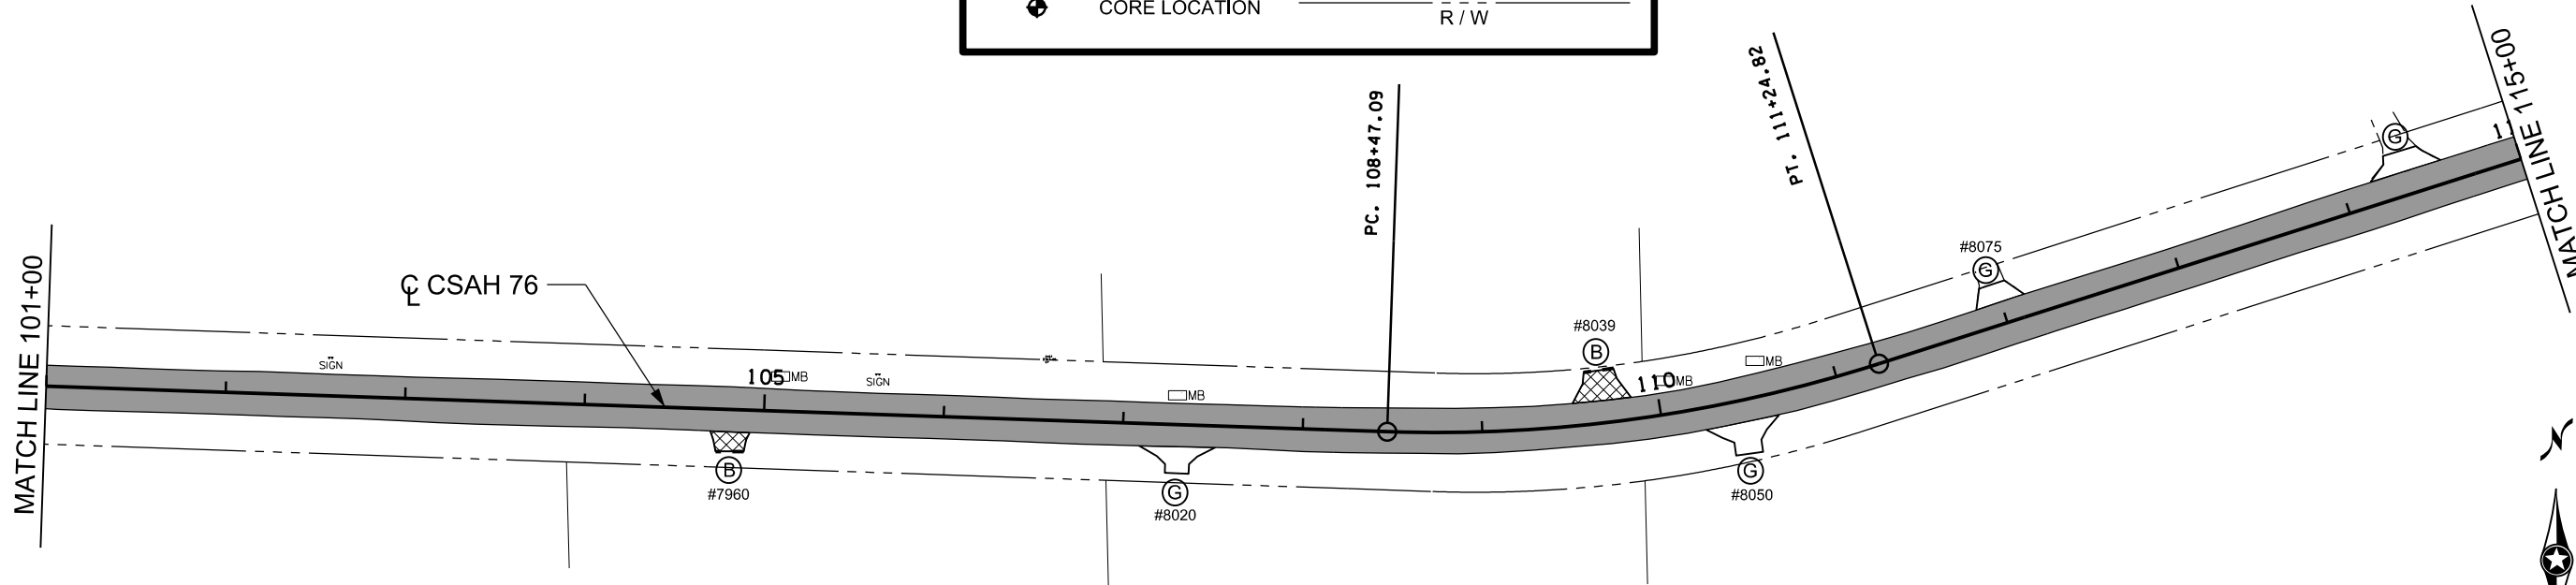 CORE LOCATION
R / W
MATCH LINE 101+00
℄ CSAH 76
PC. 108+47.09
PT. 111+24.82
MATCH LINE 115+00
SIGN
105
MB
SIGN
MB
#8039
B
110
MB
MB
#8075
G
G
B
#7960
G
#8020
G
#8050
N